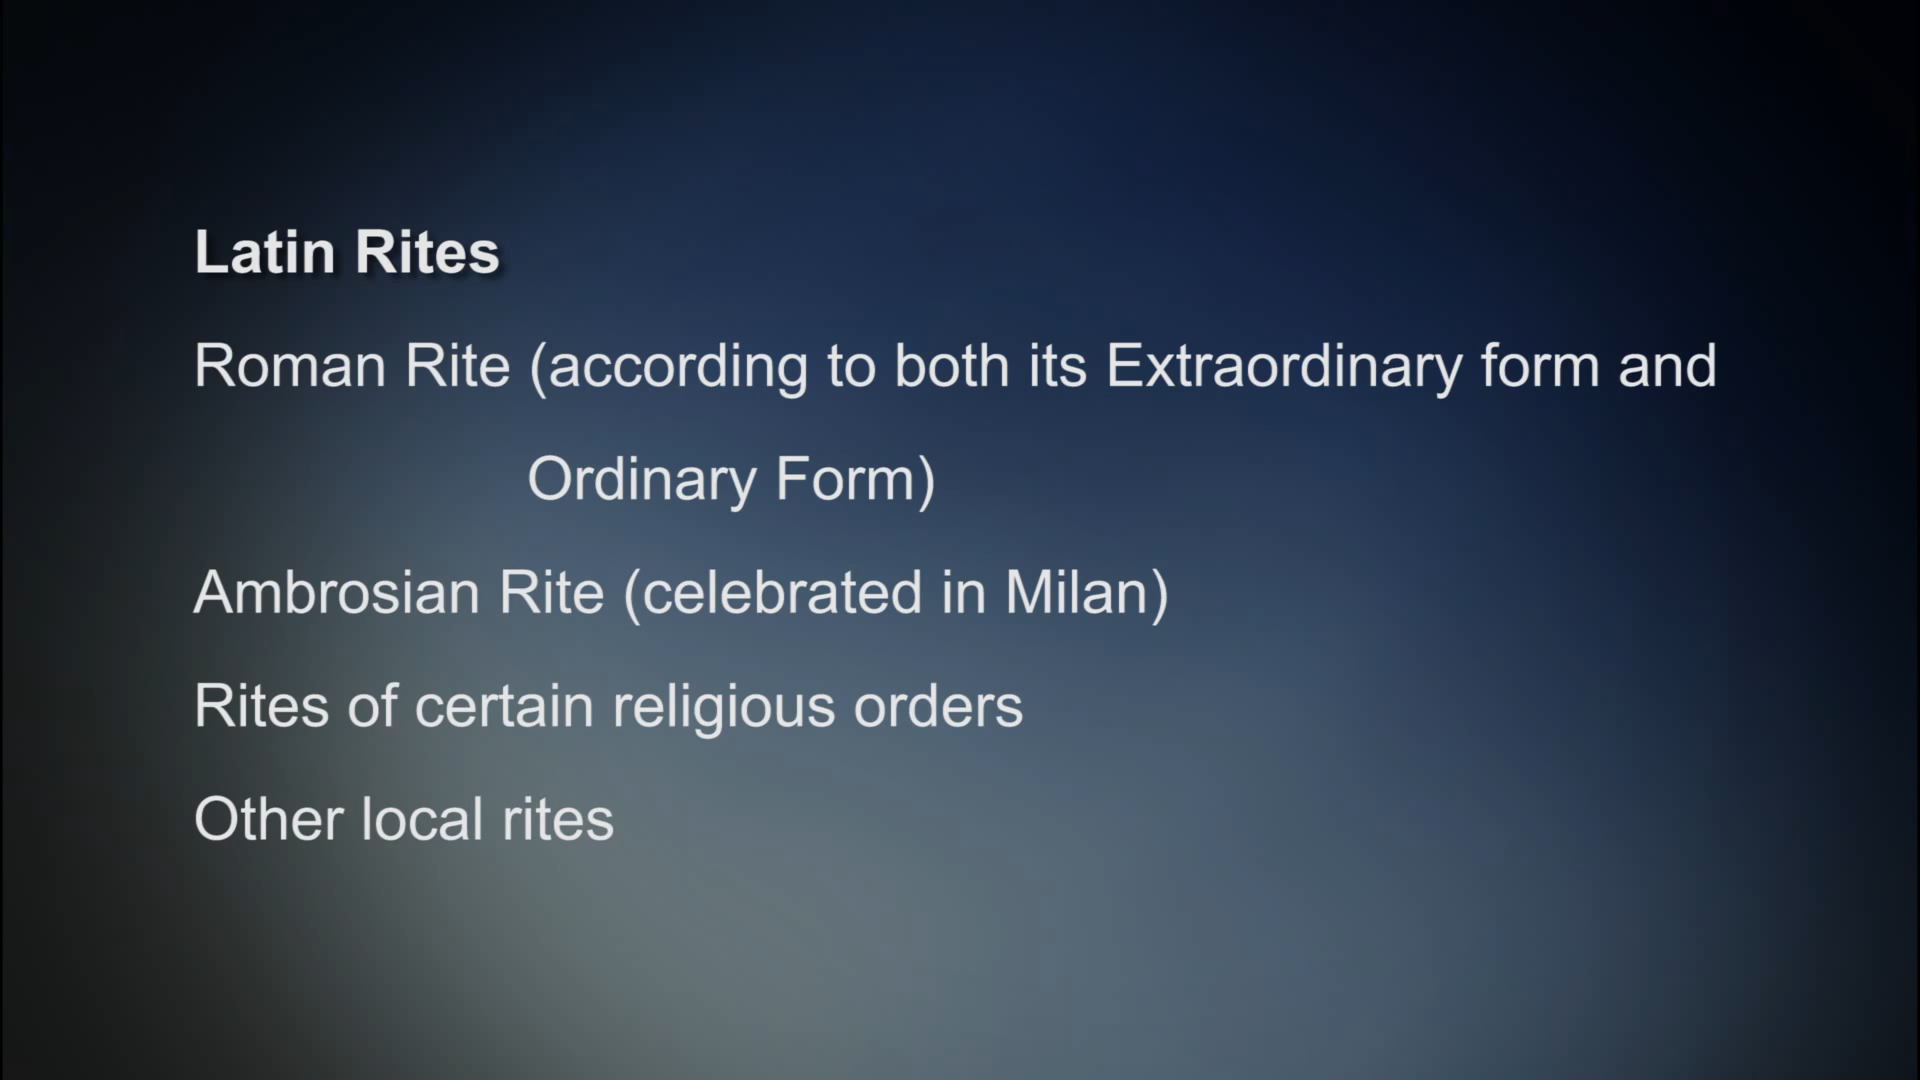 Latin Rites
Roman Rite (according to both its Extraordinary form and
Ordinary Form)
Ambrosian Rite (celebrated in Milan)
Rites of certain religious orders
Other local rites